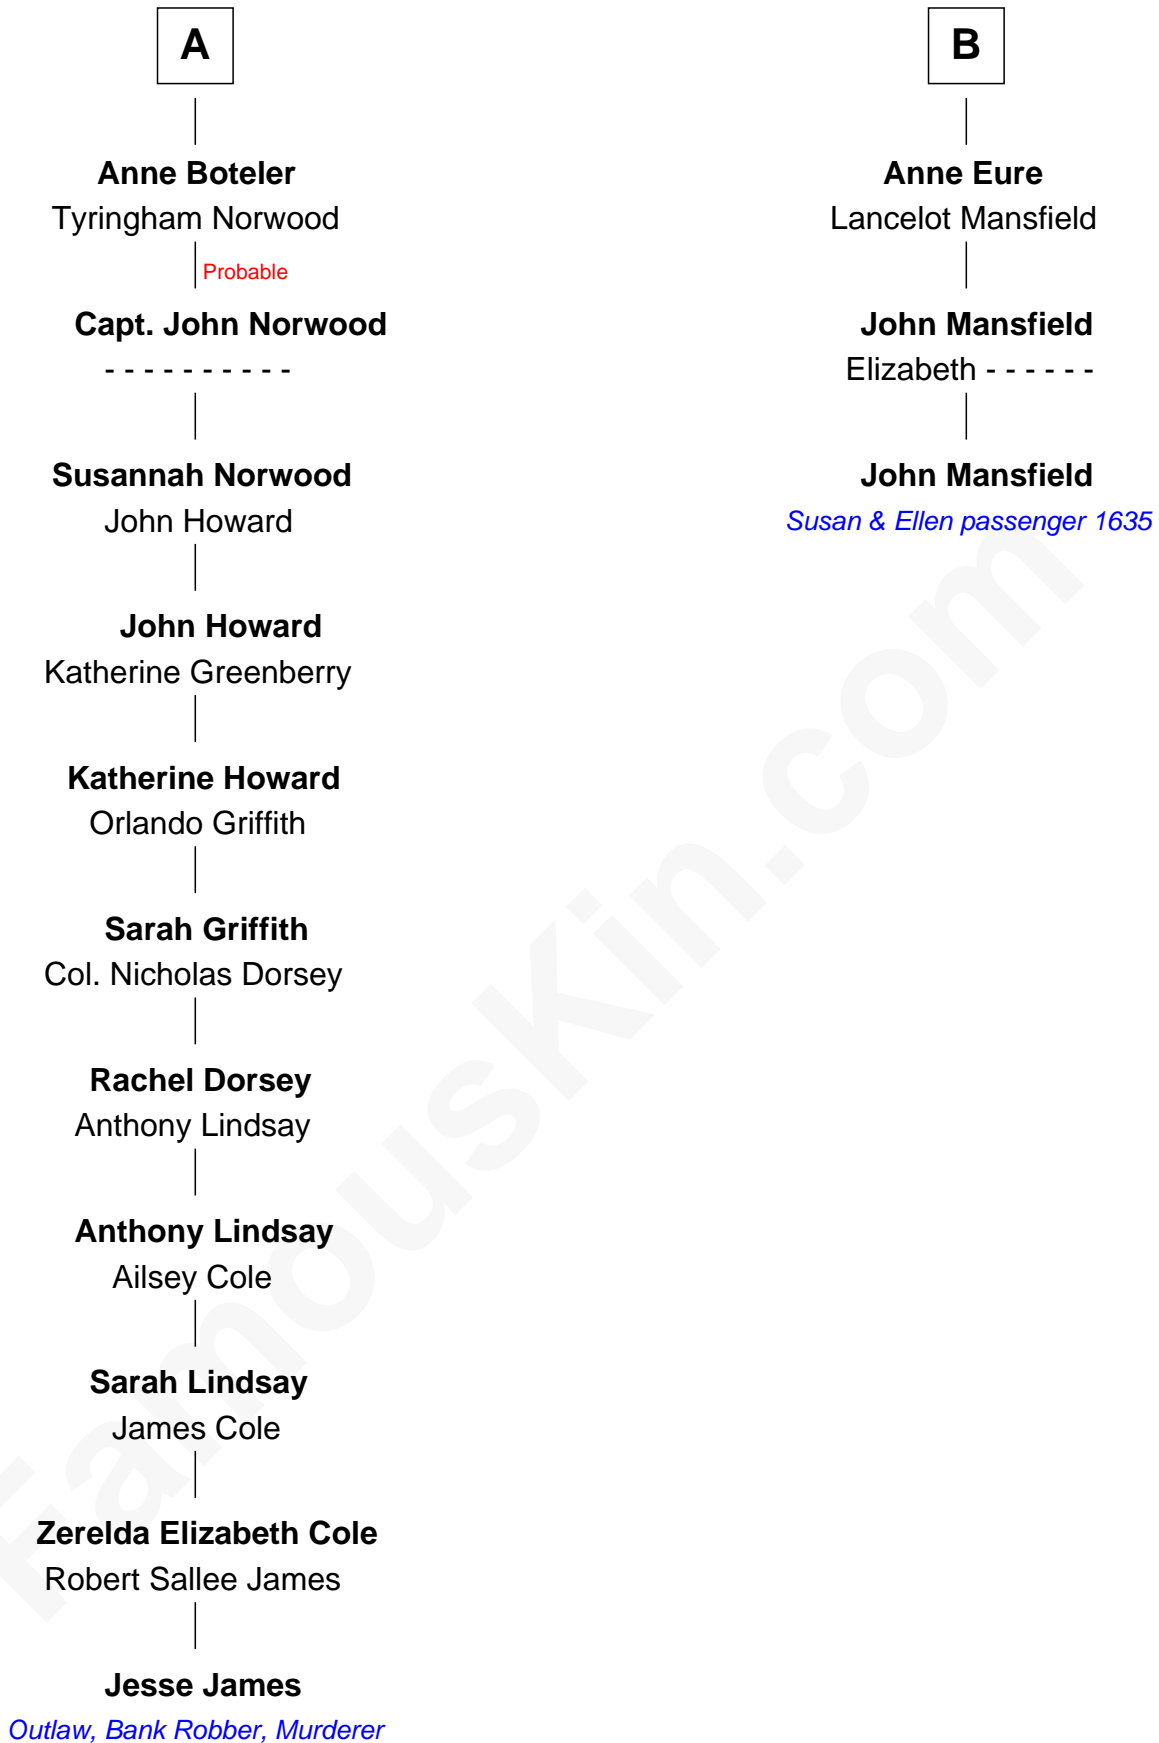 A
Anne Boteler
Tyringham Norwood
Probable
Capt. John Norwood
- - - - - - - - - -
Susannah Norwood
John Howard
John Howard
Katherine Greenberry
Katherine Howard
Orlando Griffith
Sarah Griffith
Col. Nicholas Dorsey
Rachel Dorsey
Anthony Lindsay
Anthony Lindsay
Ailsey Cole
Sarah Lindsay
James Cole
Zerelda Elizabeth Cole
Robert Sallee James
Jesse James
Outlaw, Bank Robber, Murderer
B
Anne Eure
Lancelot Mansfield
John Mansfield
Elizabeth - - - - - -
John Mansfield
Susan & Ellen passenger 1635
FamousKin.com